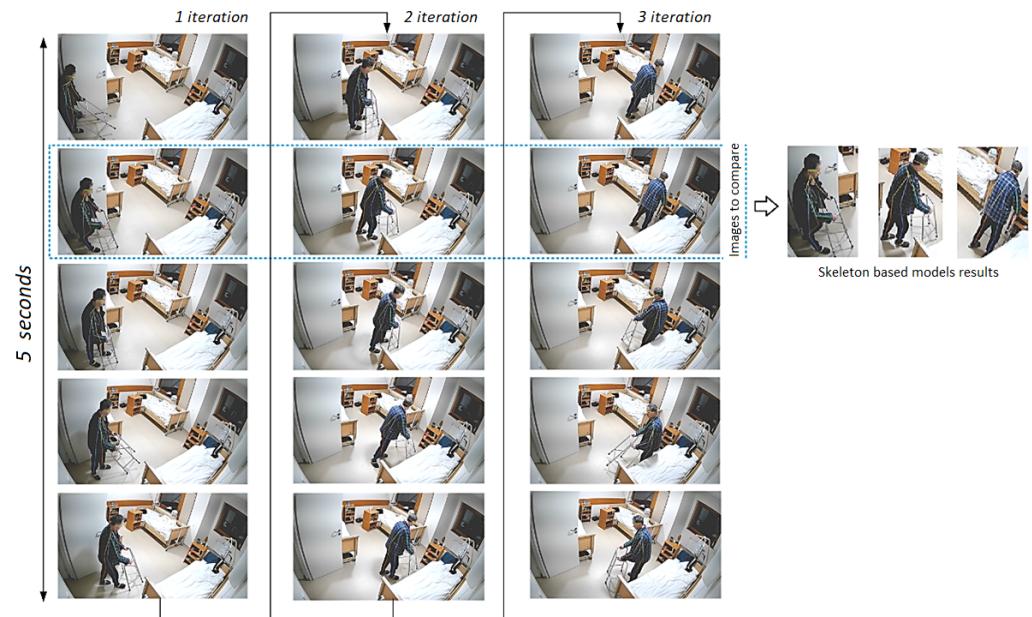 1 iteration
2 iteration
3 iteration
5 seconds
Images to compare
Skeleton based models results